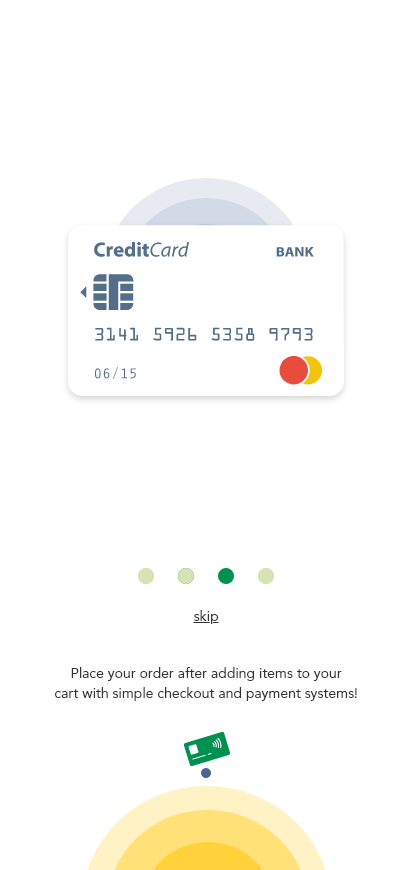 CreditCard
BANK
3141 5926 5358 9793
06/15
skip
Place your order after adding items to your
cart with simple checkout and payment systems!